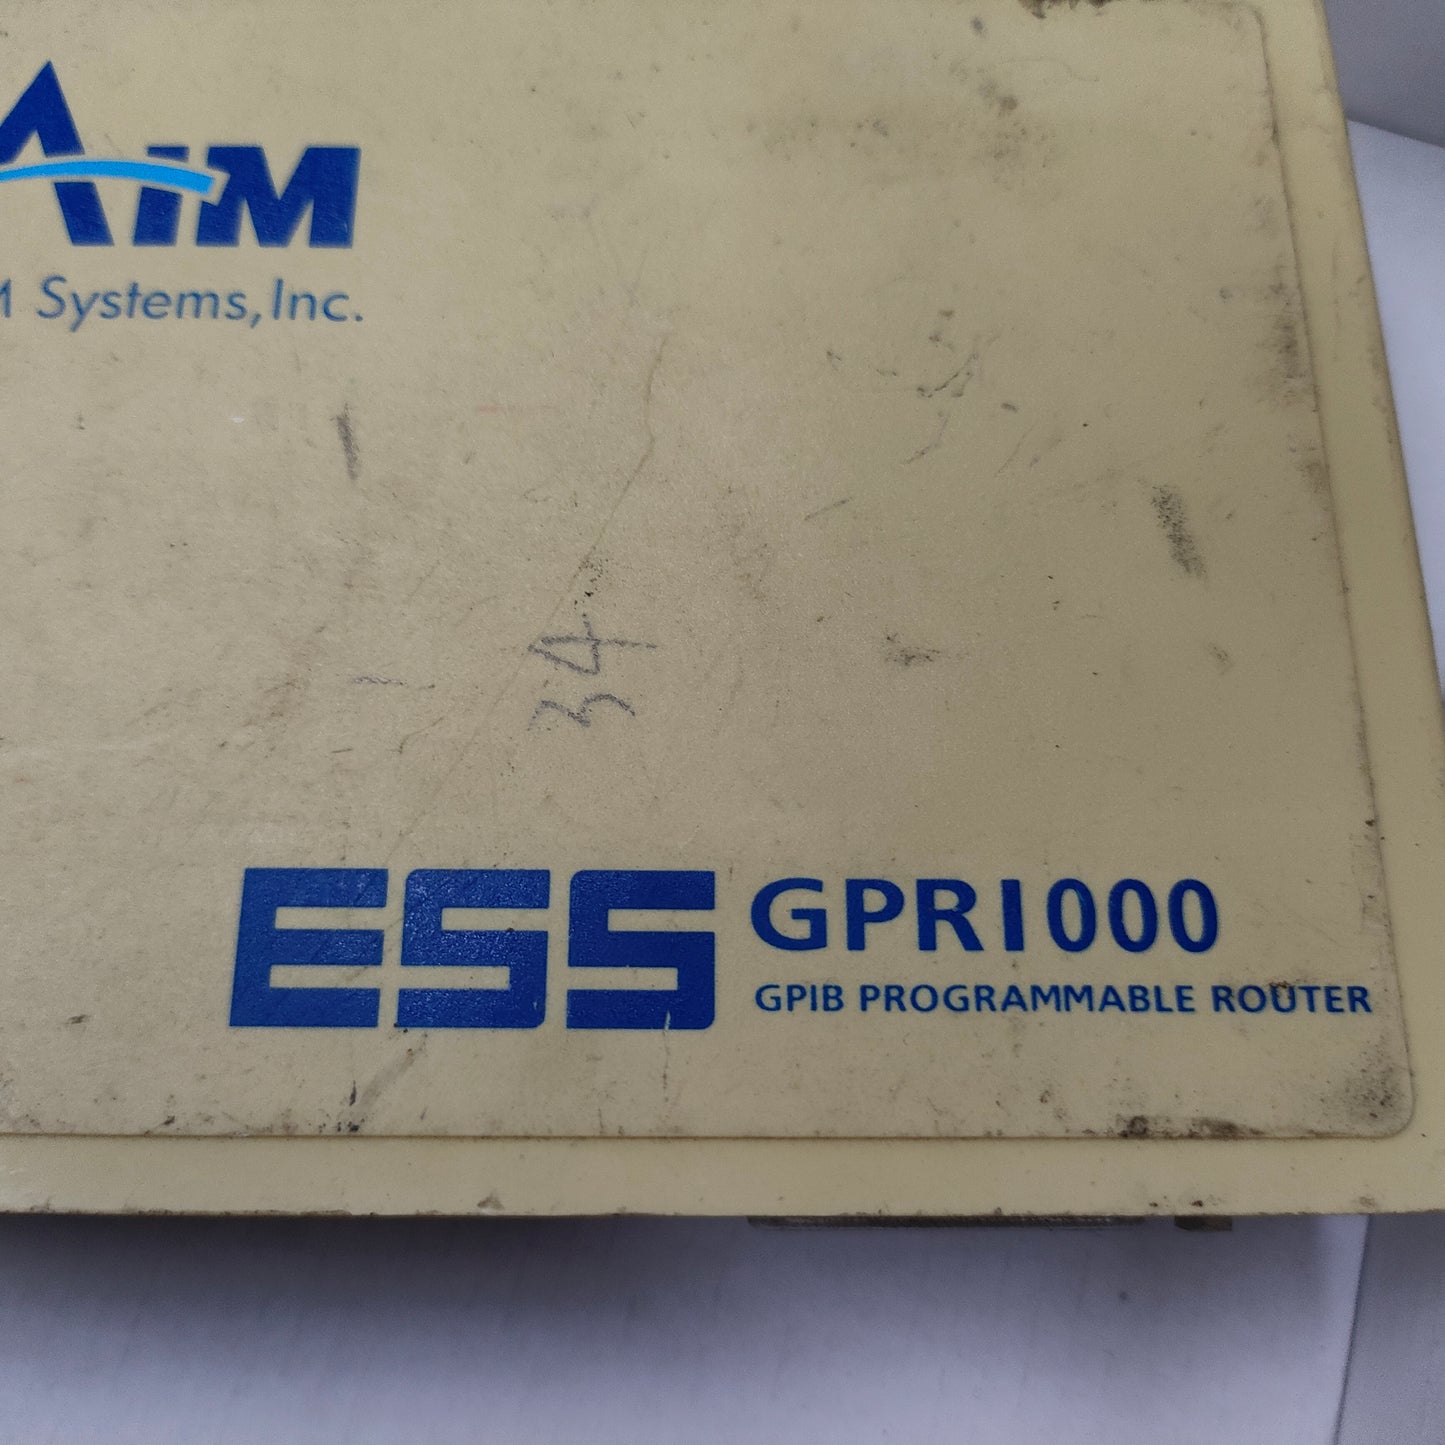 AIM
M Systems, Inc.
34
ESS GPR1000
GPIB PROGRAMMABLE ROUTER